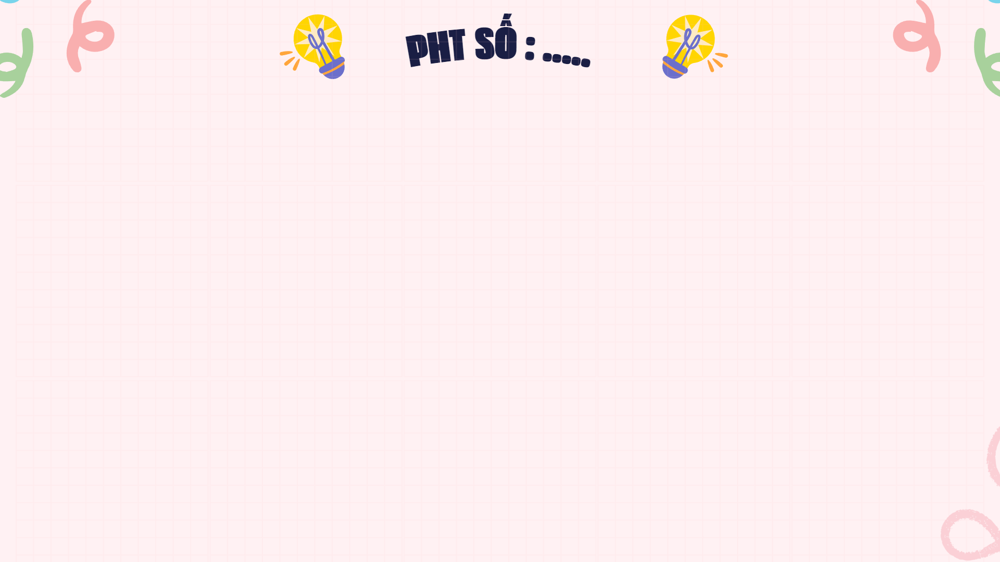 PHT SỐ : .....